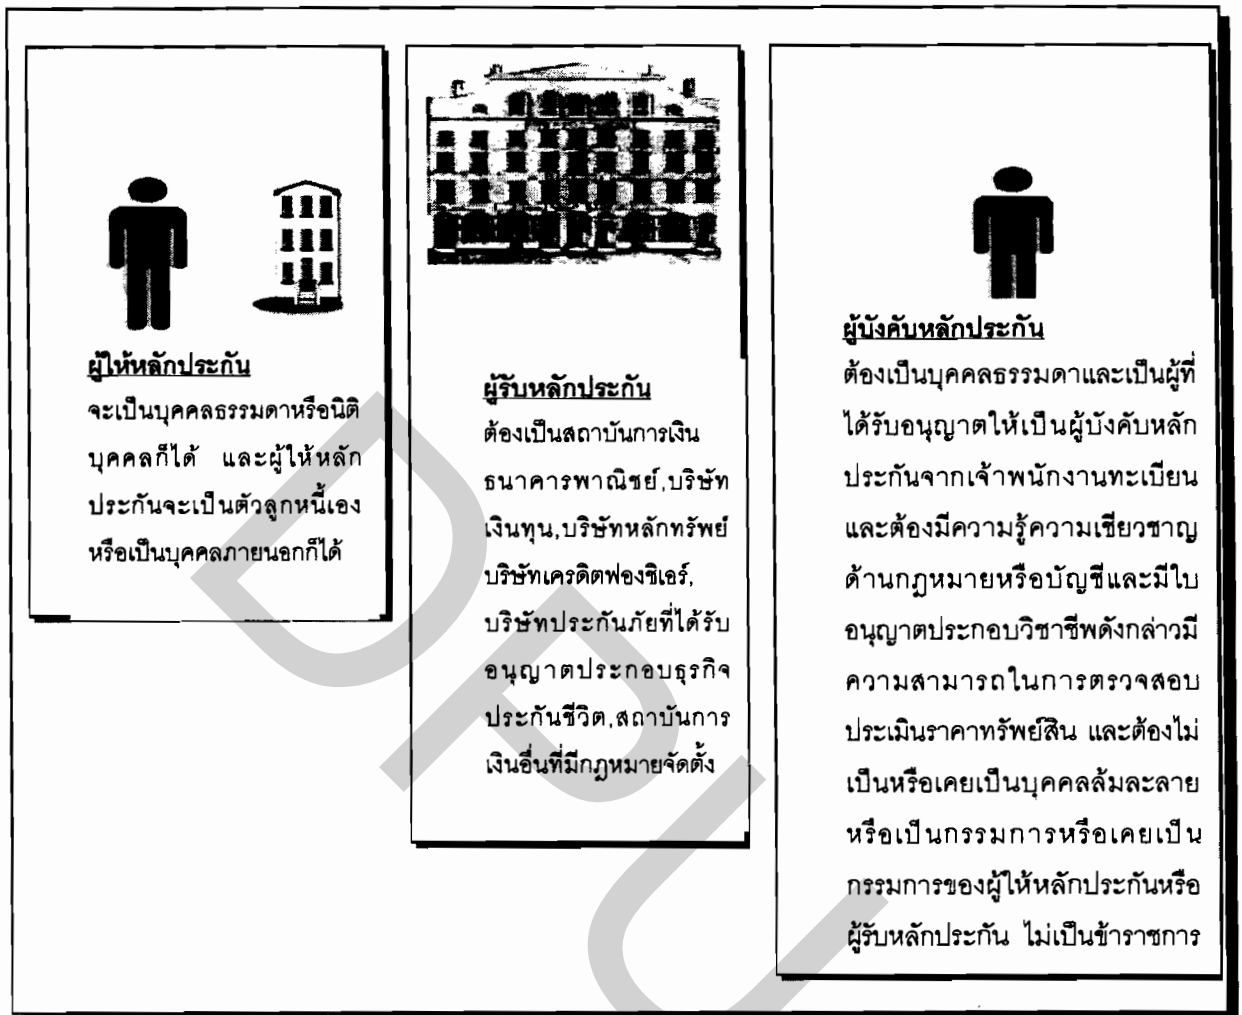 ผู้ให้หลักประกัน
จะเป็นบุคคลธรรมดาหรือนิติ
บุคคลก็ได้ และผู้ให้หลัก
ประกันจะเป็นตัวลูกหนี้เอง
หรือเป็นบุคคลภายนอกก็ได้
ผู้รับหลักประกัน
ต้องเป็นสถาบันการเงิน
ธนาคารพาณิชย์,บริษัท
เงินทุน,บริษัทหลักทรัพย์
บริษัทเครดิตฟองซิเอร์,
บริษัทประกันภัยที่ได้รับ
อนุญาตประกอบธุรกิจ
ประกันชีวิต,สถาบันการ
เงินอื่นที่มีกฎหมายจัดตั้ง
ผู้บังคับหลักประกัน
ต้องเป็นบุคคลธรรมดาและเป็นผู้ที่
ได้รับอนุญาตให้เป็นผู้บังคับหลัก
ประกันจากเจ้าพนักงานทะเบียน
และต้องมีความรู้ความเชียวชาญ
ด้านกฎหมายหรือบัญชีและมีใบ
อนุญาตประกอบวิชาชีพดังกล่าวมี
ความสามารถในการตรวจสอบ
ประเมินราคาทรัพย์สิน และต้องไม่
เป็นหรือเคยเป็นบุคคลล้มละลาย
หรือเป็นกรรมการหรือเคยเป็น
กรรมการของผู้ให้หลักประกันหรือ
ผู้รับหลักประกัน ไม่เป็นข้าราชการ
DPU